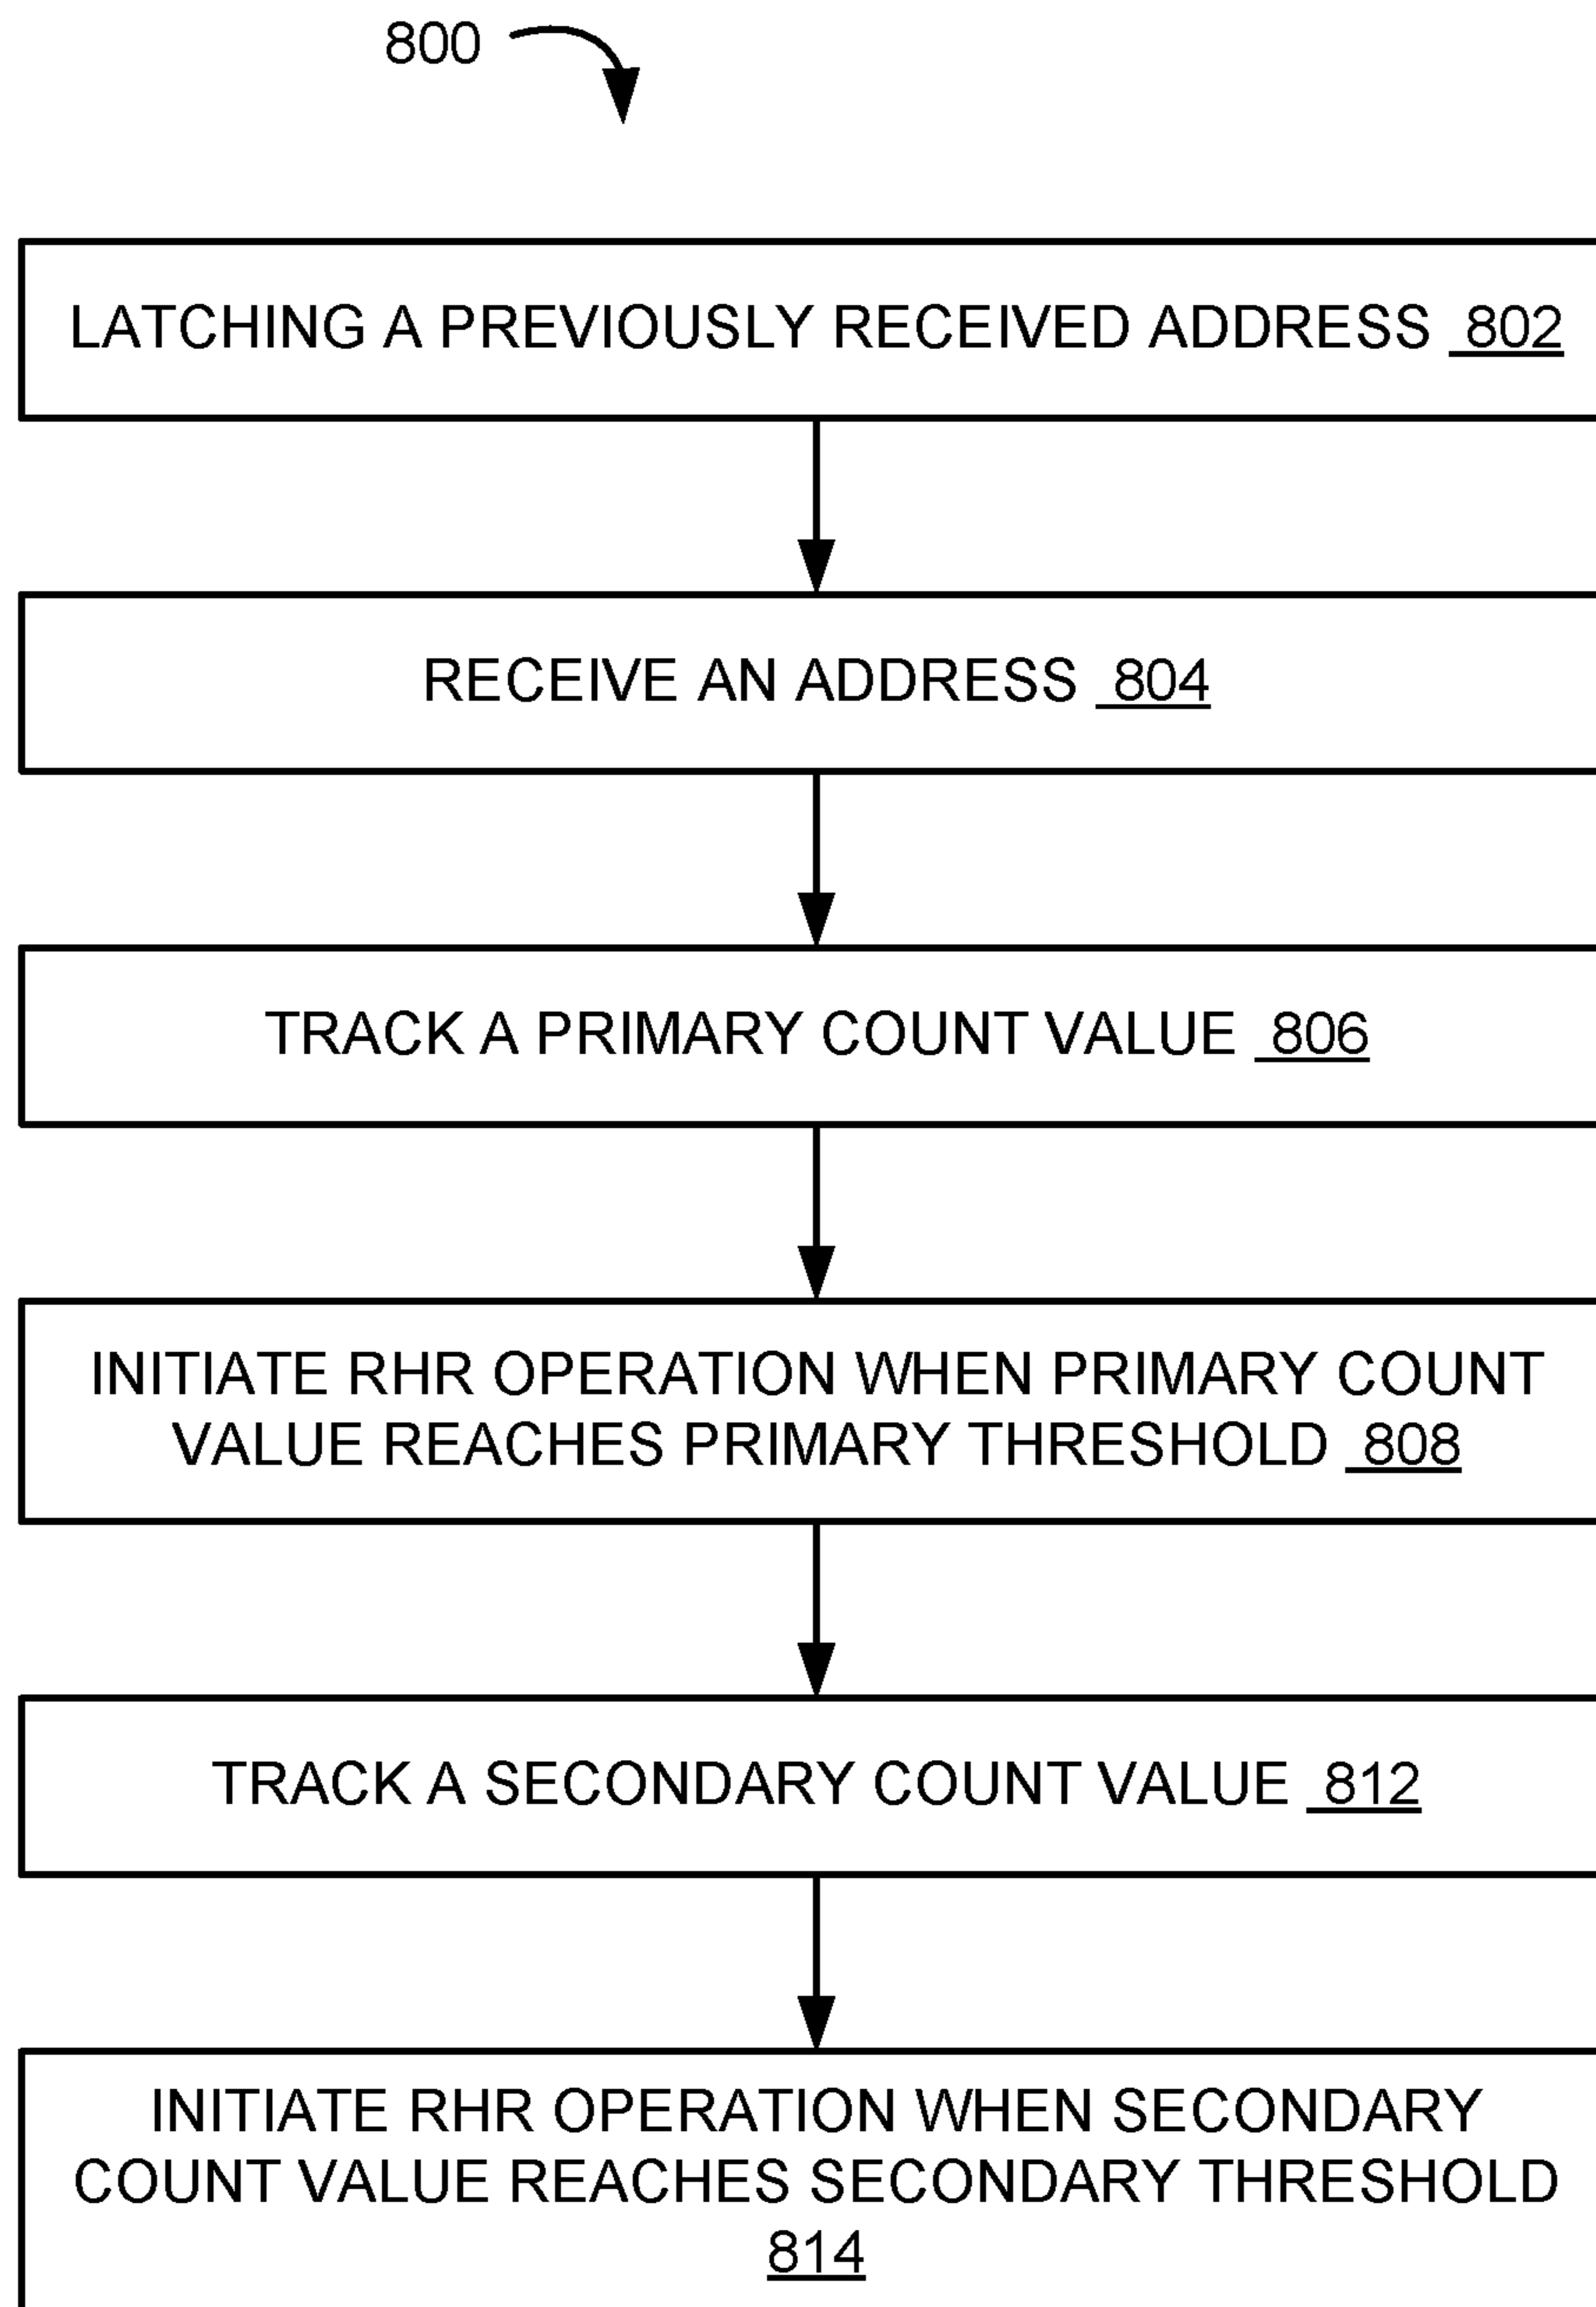 800
LATCHING A PREVIOUSLY RECEIVED ADDRESS 802
RECEIVE AN ADDRESS 804
TRACK A PRIMARY COUNT VALUE 806
INITIATE RHR OPERATION WHEN PRIMARY COUNT
VALUE REACHES PRIMARY THRESHOLD 808
TRACK A SECONDARY COUNT VALUE 812
INITIATE RHR OPERATION WHEN SECONDARY
COUNT VALUE REACHES SECONDARY THRESHOLD
814